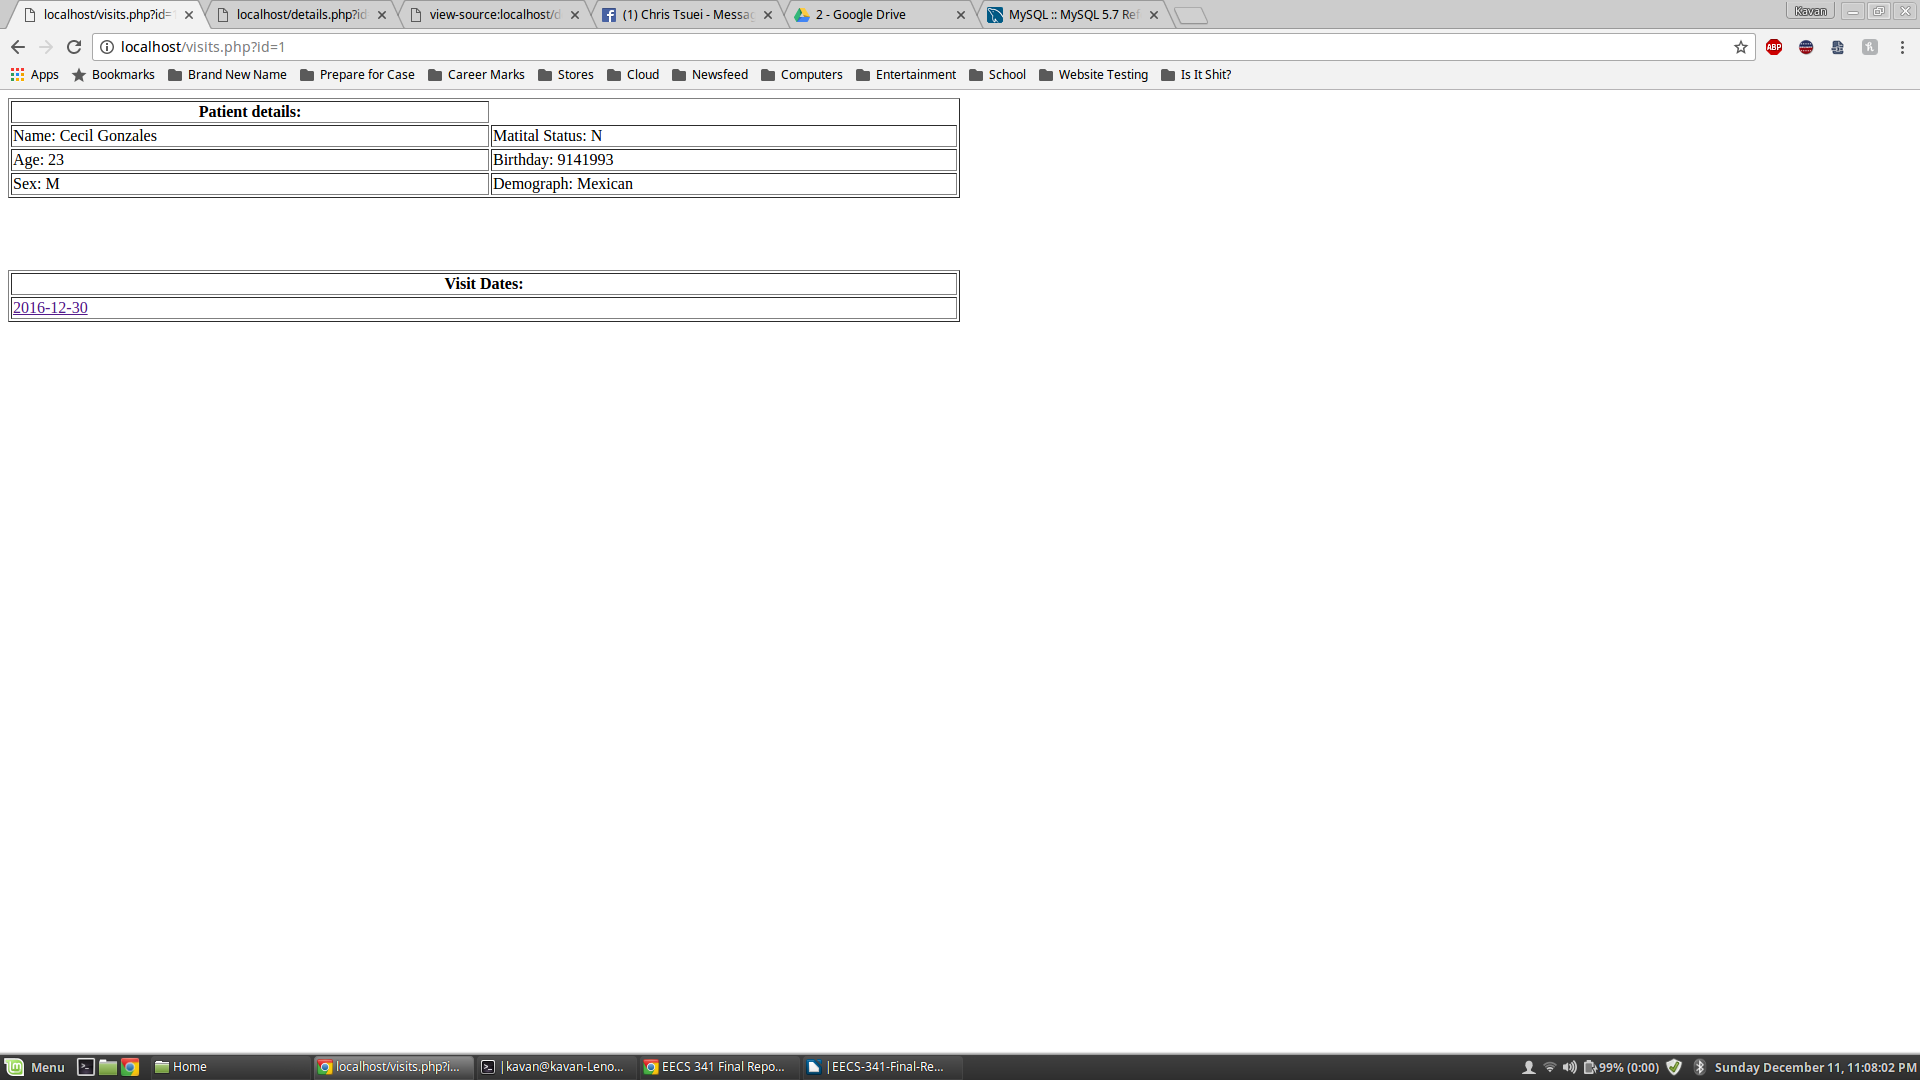 localhost/visits.php?id=1
localhost/details.php?id
view-source:localhost/d
(1) Chris Tsuei - Messag
2 - Google Drive
MySQL :: MySQL 5.7 Ref
Kavan
localhost/visits.php?id=1
ABP
Apps
Bookmarks
Brand New Name
Prepare for Case
Career Marks
Stores
Cloud
Newsfeed
Computers
Entertainment
School
Website Testing
Is It Shit?
Patient details:
Name: Cecil Gonzales
Matital Status: N
Age: 23
Birthday: 9141993
Sex: M
Demograph: Mexican
Visit Dates:
2016-12-30
Menu
Home
localhost/visits.php?i...
|kavan@kavan-Leno...
EECS 341 Final Repo...
|EECS-341-Final-Re...
99% (0:00)
Sunday December 11, 11:08:02 PM